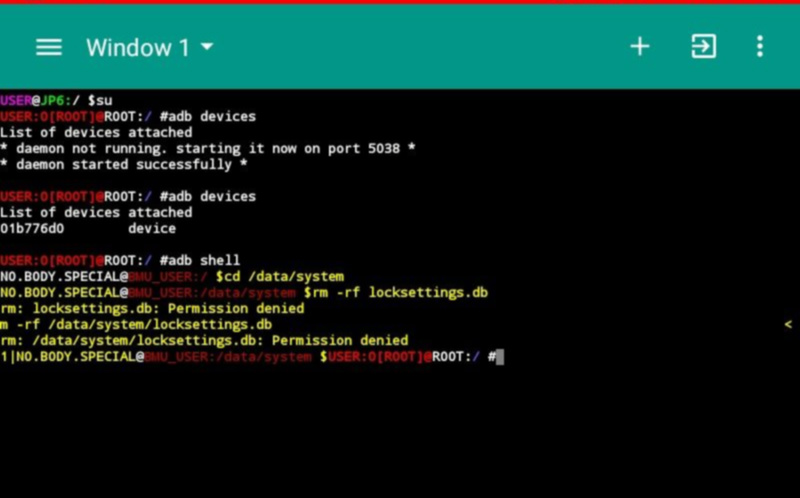 Window 1
USER@JP6:/ $su
USER:0[ROOT]@ROOT:/ #adb devices
List of devices attached
* daemon not running. starting it now on port 5038 *
* daemon started successfully *
USER:0[ROOT]@ROOT:/ #adb devices
List of devices attached
01b776d0 device
USER:0[ROOT]@ROOT:/ #adb shell
NO.BODY.SPECIAL@BMU_USER:/ $cd /data/system
NO.BODY.SPECIAL@BMU_USER:/data/system $rm -rf locksettings.db
rm: locksettings.db: Permission denied
m -rf /data/system/locksettings.db <
rm: /data/system/locksettings.db: Permission denied
1|NO.BODY.SPECIAL@BMU_USER:/data/system $USER:0[ROOT]@ROOT:/ #